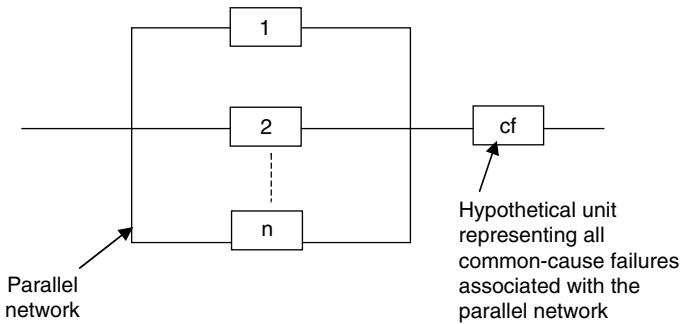 1
2
cf
n
Parallel
network
Hypothetical unit
representing all
common-cause failures
associated with the
parallel network